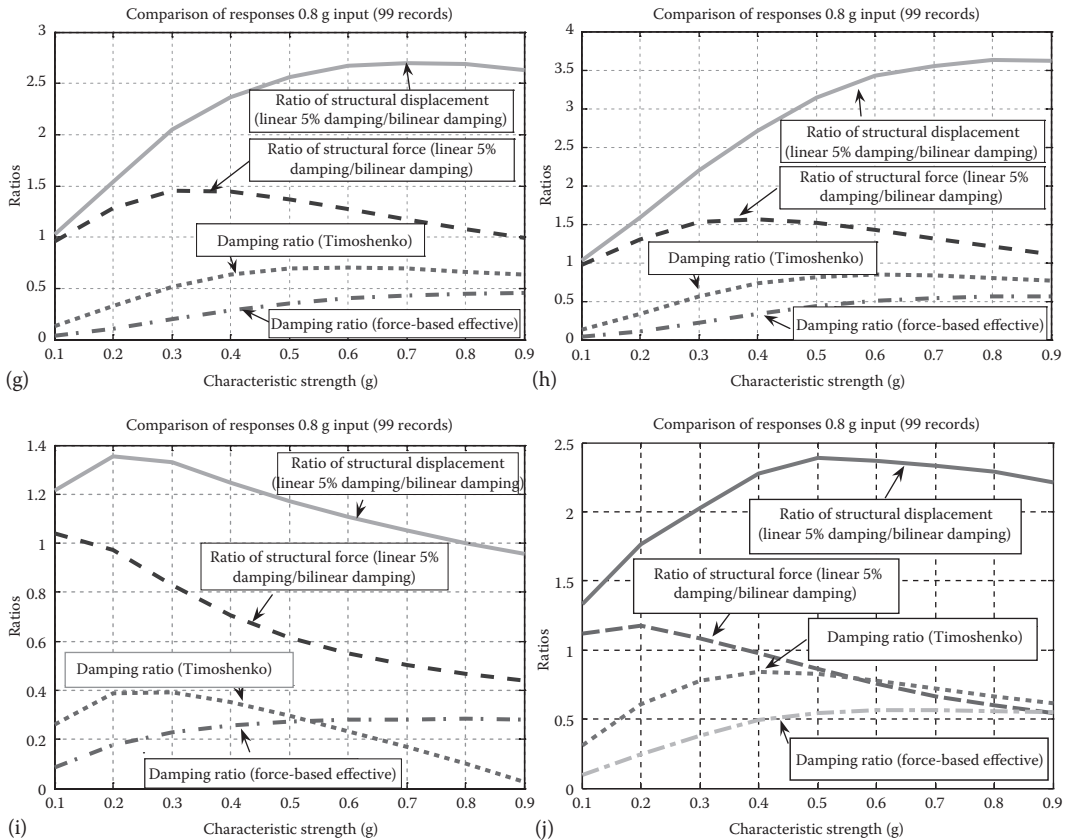 Comparison of responses 0.8 g input (99 records)
3
2.5
2
1.5
1
0.5
0
Ratios
Ratio of structural displacement
(linear 5% damping/bilinear damping)
Ratio of structural force (linear 5%
damping/bilinear damping)
Damping ratio (Timoshenko)
Damping ratio (force-based effective)
0.1 0.2 0.3 0.4 0.5 0.6 0.7 0.8 0.9
Characteristic strength (g)
(g)
Comparison of responses 0.8 g input (99 records)
4
3.5
3
2.5
2
1.5
1
0.5
0
Ratios
Ratio of structural displacement
(linear 5% damping/bilinear damping)
Ratio of structural force (linear 5%
damping/bilinear damping)
Damping ratio (Timoshenko)
Damping ratio (force-based effective)
0.1 0.2 0.3 0.4 0.5 0.6 0.7 0.8 0.9
Characteristic strength (g)
(h)
Comparison of responses 0.8 g input (99 records)
1.4
1.2
1
0.8
0.6
0.4
0.2
0
Ratios
Ratio of structural displacement
(linear 5% damping/bilinear damping)
Ratio of structural force (linear 5%
damping/bilinear damping)
Damping ratio (Timoshenko)
Damping ratio (force-based effective)
0.1 0.2 0.3 0.4 0.5 0.6 0.7 0.8 0.9
Characteristic strength (g)
(i)
Comparison of responses 0.8 g input (99 records)
2.5
2
1.5
1
0.5
0
Ratios
Ratio of structural displacement
(linear 5% damping/bilinear damping)
Ratio of structural force (linear 5%
damping/bilinear damping)
Damping ratio (Timoshenko)
Damping ratio (force-based effective)
0.1 0.2 0.3 0.4 0.5 0.6 0.7 0.8 0.9
Characteristic strength (g)
(j)